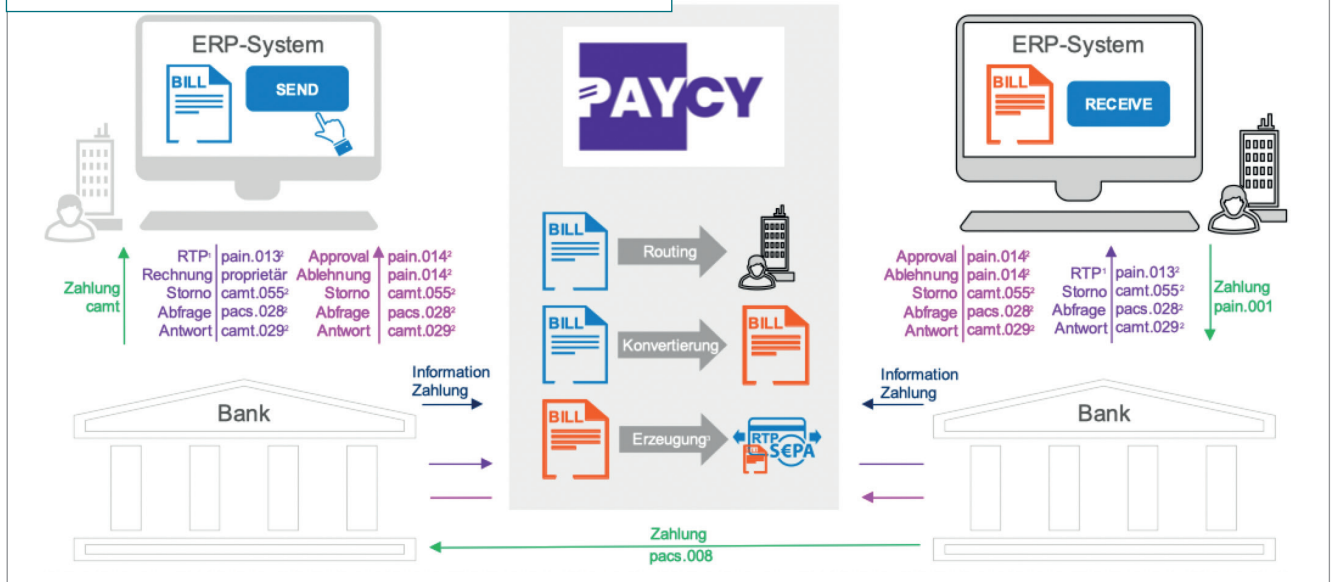 ERP-System
BILL
SEND
PAYCY
ERP-System
BILL
RECEIVE
Zahlung
camt
RTP¹ pain.013²
Rechnung proprietär
Storno camt.055²
Abfrage pacs.028²
Antwort camt.029²
Approval pain.014²
Ablehnung pain.014²
Storno camt.055²
Abfrage pacs.028²
Antwort camt.029²
BILL
Routing
BILL
Konvertierung
BILL
BILL
Erzeugung³
RTP
S€PA
Approval pain.014²
Ablehnung pain.014²
Storno camt.055²
Abfrage pacs.028²
Antwort camt.029²
RTP¹ pain.013²
Storno camt.055²
Abfrage pacs.028²
Antwort camt.029²
Zahlung
pain.001
Information
Zahlung
Bank
Information
Zahlung
Bank
Zahlung
pacs.008